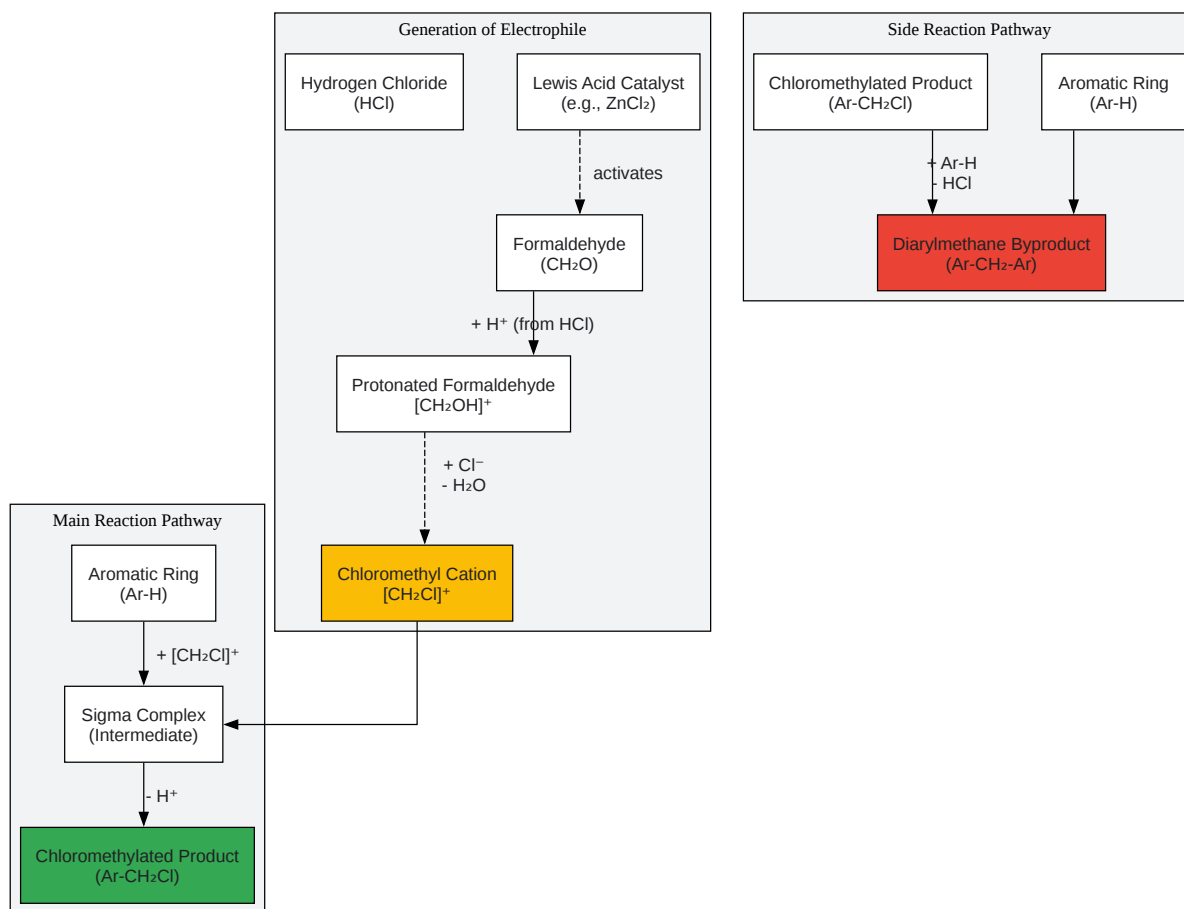 Generation of Electrophile
Hydrogen Chloride
(HCl)
Lewis Acid Catalyst
(e.g., ZnCl₂)
activates
Formaldehyde
(CH₂O)
+ H⁺ (from HCl)
Protonated Formaldehyde
[CH₂OH]⁺
+ Cl⁻
- H₂O
Chloromethyl Cation
[CH₂Cl]⁺
Side Reaction Pathway
Chloromethylated Product
(Ar-CH₂Cl)
Aromatic Ring
(Ar-H)
+ Ar-H
- HCl
Diarylmethane Byproduct
(Ar-CH₂-Ar)
Main Reaction Pathway
Aromatic Ring
(Ar-H)
+ [CH₂Cl]⁺
Sigma Complex
(Intermediate)
- H⁺
Chloromethylated Product
(Ar-CH₂Cl)